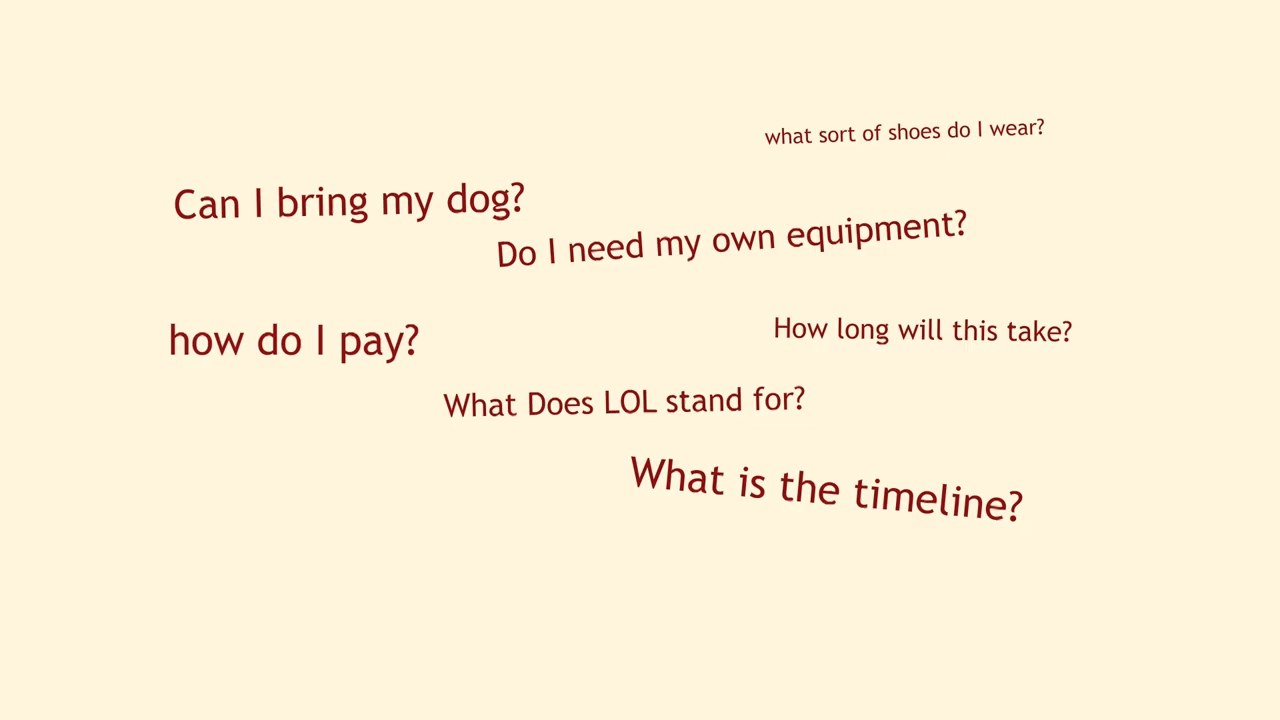 what sort of shoes do I wear?
Can I bring my dog?
Do I need my own equipment?
how do I pay?
How long will this take?
What Does LOL stand for?
What is the timeline?